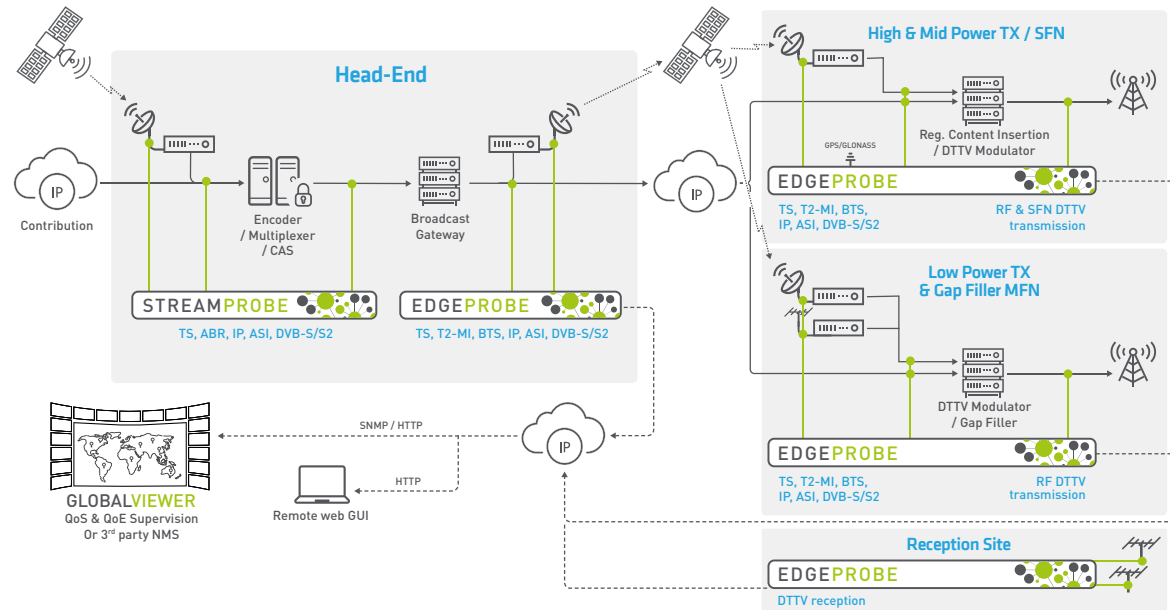 Head-End
IP
Contribution
Encoder
/ Multiplexer
/ CAS
Broadcast
Gateway
STREAMPROBE
TS, ABR, IP, ASI, DVB-S/S2
EDGEPROBE
TS, T2-MI, BTS, IP, ASI, DVB-S/S2
IP
High & Mid Power TX / SFN
Reg. Content Insertion
/ DTTV Modulator
GPS/GLONASS
EDGEPROBE
TS, T2-MI, BTS,
IP, ASI, DVB-S/S2
RF & SFN DTTV
transmission
Low Power TX
& Gap Filler MFN
DTTV Modulator
/ Gap Filler
EDGEPROBE
TS, T2-MI, BTS,
IP, ASI, DVB-S/S2
RF DTTV
transmission
Reception Site
EDGEPROBE
DTTV reception
IP
SNMP / HTTP
HTTP
Remote web GUI
GLOBALVIEWER
QoS & QoE Supervision
Or 3rd party NMS